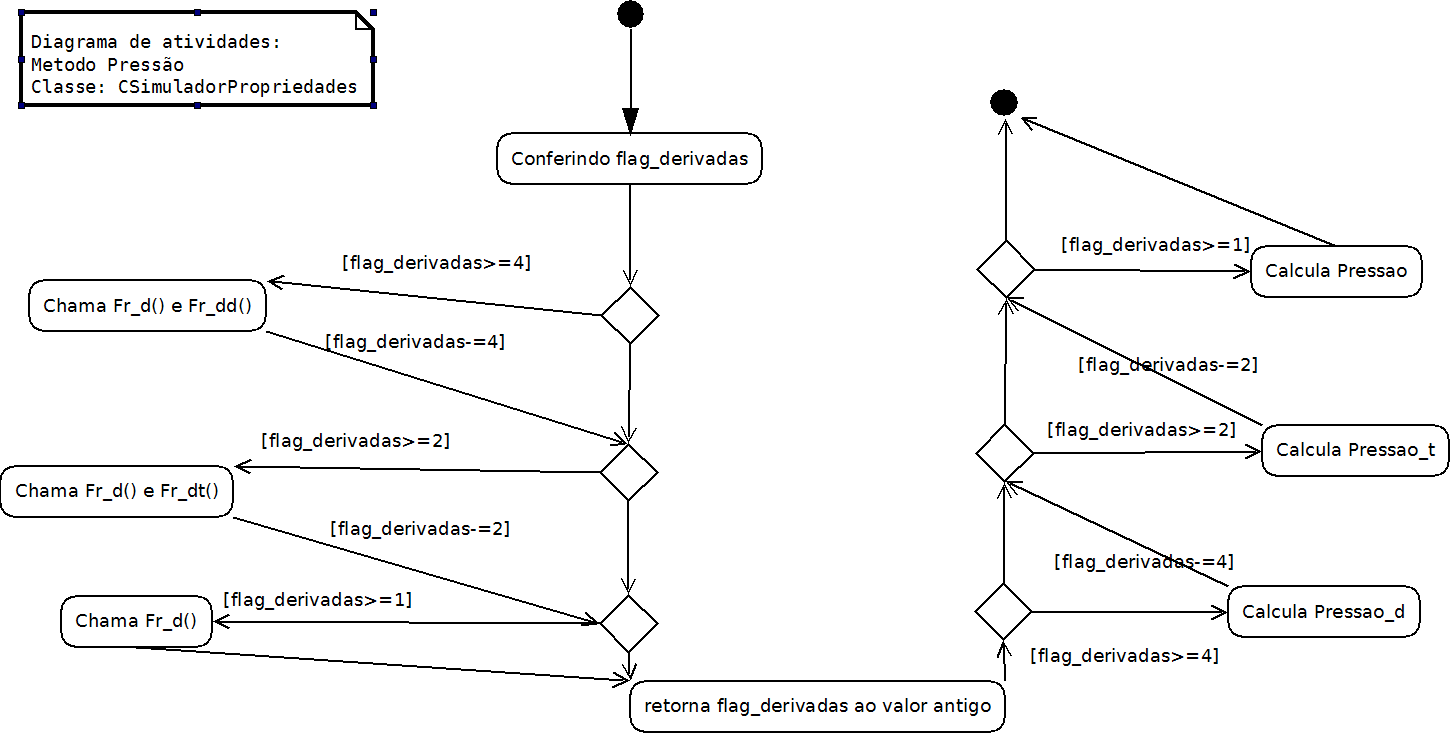 Diagrama de atividades:
Metodo Pressão
Classe: CSimuladorPropriedades
Conferindo flag_derivadas
[flag_derivadas>=4]
Chama Fr_d() e Fr_dd()
[flag_derivadas-=4]
[flag_derivadas>=2]
Chama Fr_d() e Fr_dt()
[flag_derivadas-=2]
[flag_derivadas>=1]
Chama Fr_d()
retorna flag_derivadas ao valor antigo
[flag_derivadas>=4]
Calcula Pressao_d
[flag_derivadas-=4]
[flag_derivadas>=2]
Calcula Pressao_t
[flag_derivadas-=2]
[flag_derivadas>=1]
Calcula Pressao